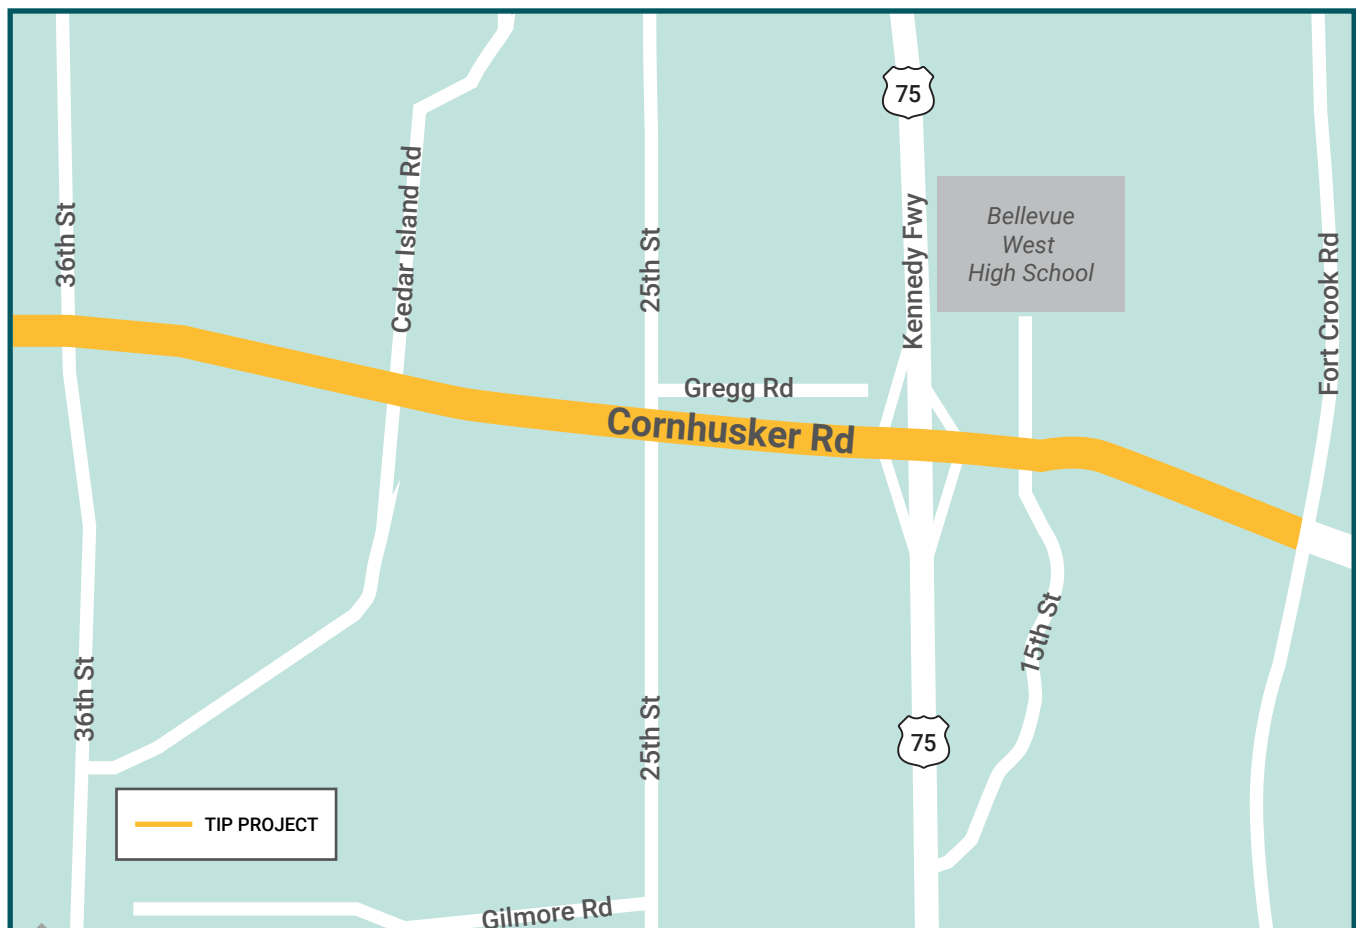 75
Bellevue
West
High School
36th St
Cedar Island Rd
25th St
Kennedy Fwy
Fort Crook Rd
Gregg Rd
Cornhusker Rd
15th St
36th St
25th St
75
TIP PROJECT
Gilmore Rd